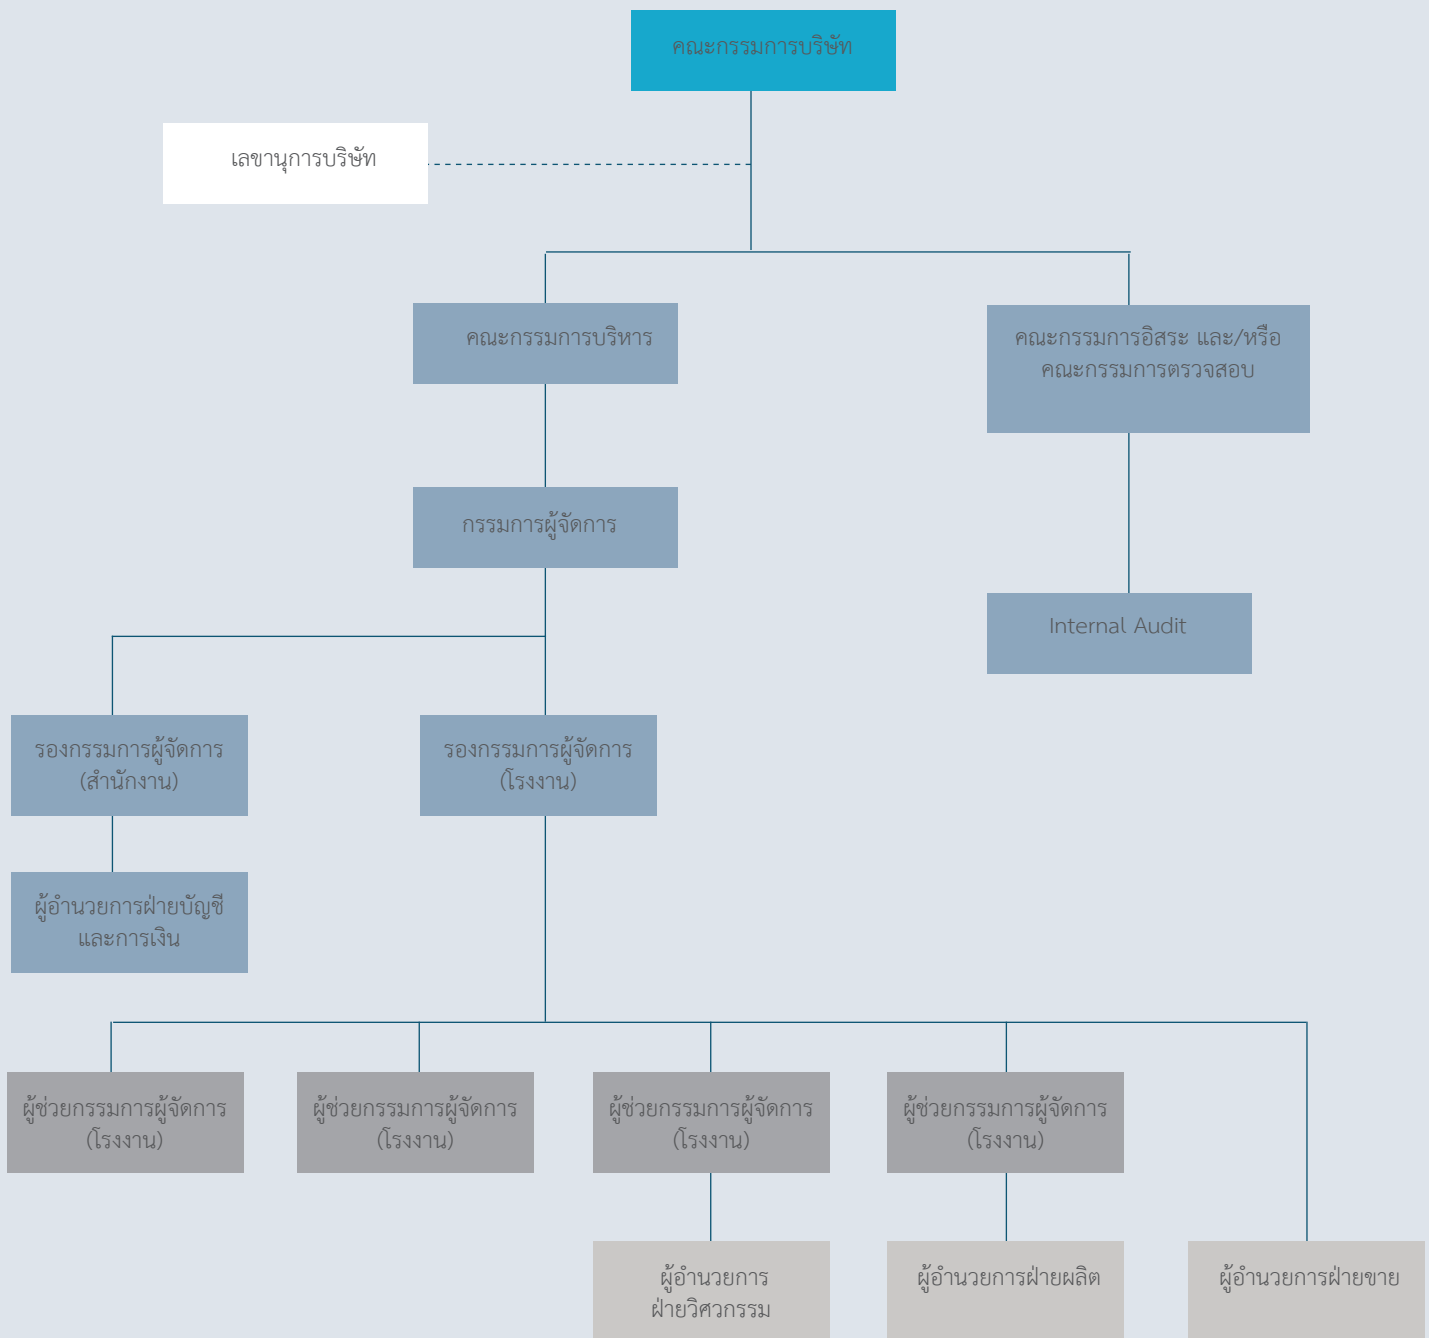 คณะกรรมการบริษัท
เลขานุการบริษัท
คณะกรรมการบริหาร
คณะกรรมการอิสระ และ/หรือ
คณะกรรมการตรวจสอบ
กรรมการผู้จัดการ
Internal Audit
รองกรรมการผู้จัดการ
(สำนักงาน)
รองกรรมการผู้จัดการ
(โรงงาน)
ผู้อำนวยการฝ่ายบัญชี
และการเงิน
ผู้ช่วยกรรมการผู้จัดการ
(โรงงาน)
ผู้ช่วยกรรมการผู้จัดการ
(โรงงาน)
ผู้ช่วยกรรมการผู้จัดการ
(โรงงาน)
ผู้ช่วยกรรมการผู้จัดการ
(โรงงาน)
ผู้อำนวยการ
ฝ่ายวิศวกรรม
ผู้อำนวยการฝ่ายผลิต
ผู้อำนวยการฝ่ายขาย